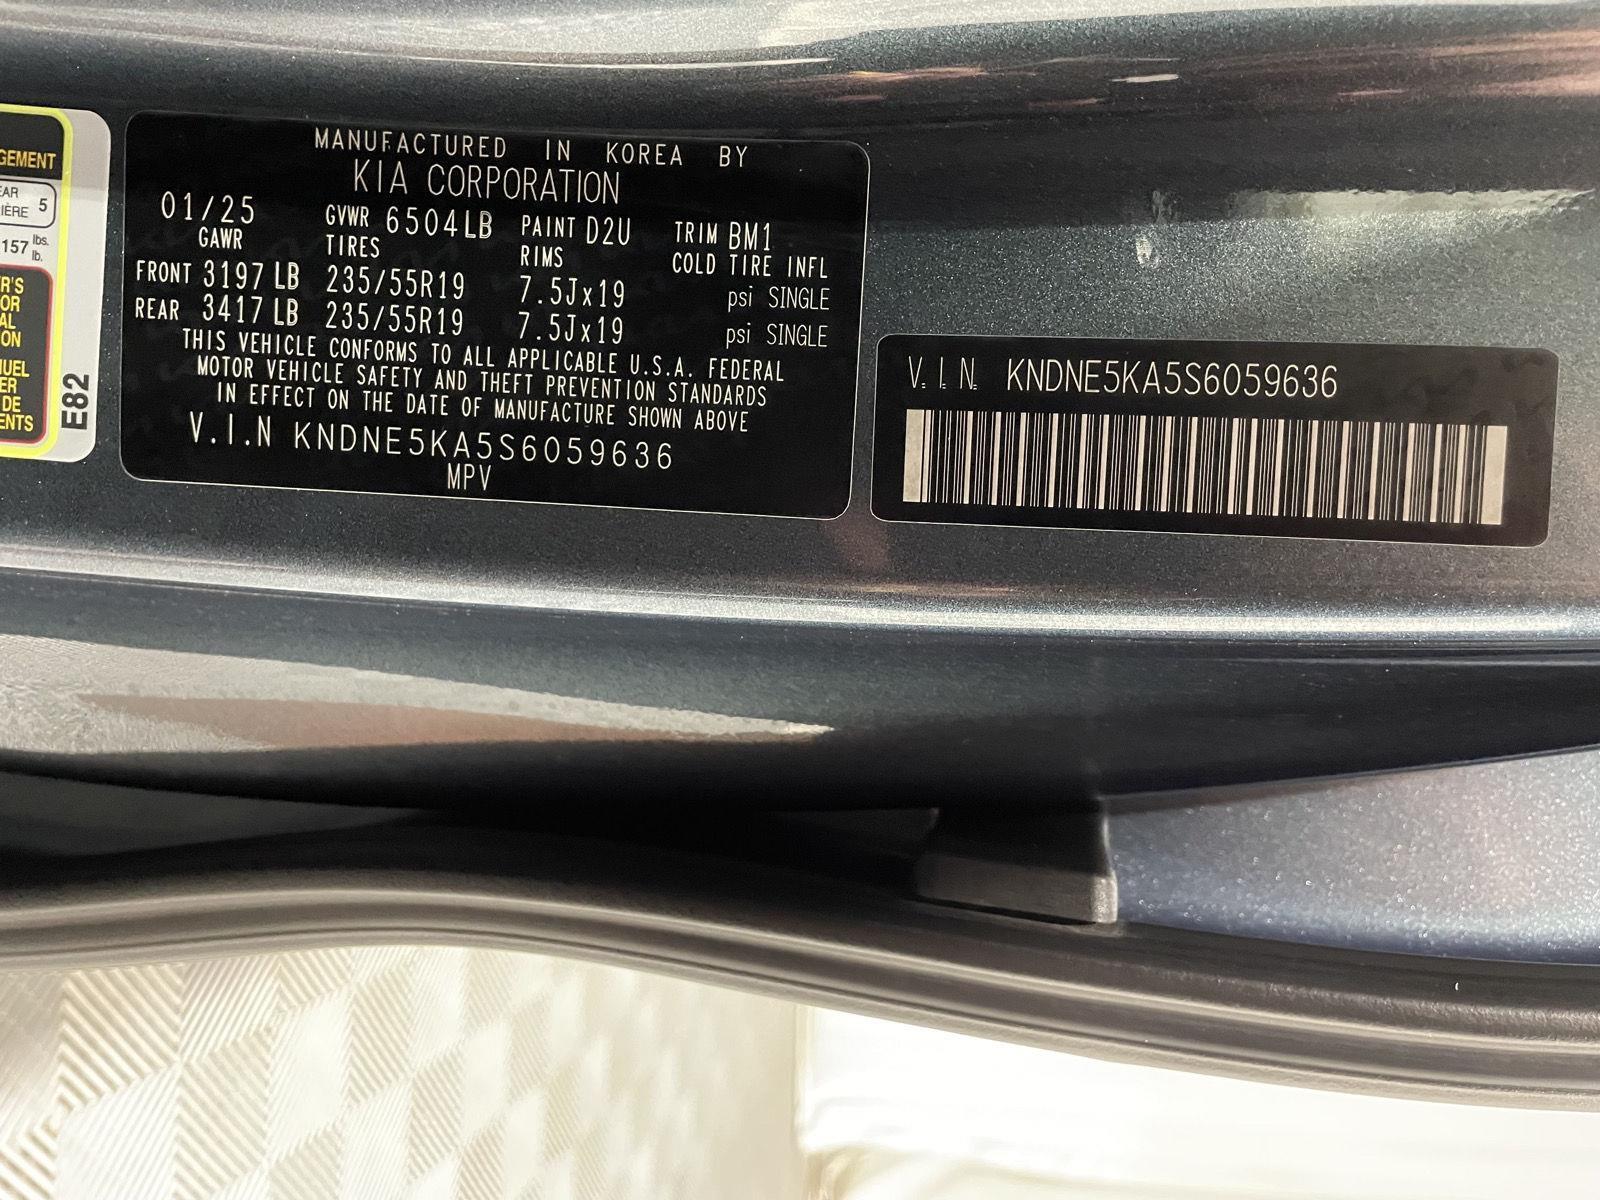 GEMENT
EAR
IÈRE 5
157 lbs.
lb.
R'S
OR
AL
ON
UEL
ER
DE
ENTS
E82
MANUFACTURED IN KOREA BY
KIA CORPORATION
01/25 GVWR 6504LB PAINT D2U TRIM BM1
GAWR TIRES RIMS COLD TIRE INFL
FRONT 3197 LB 235/55R19 7.5Jx19 psi SINGLE
REAR 3417 LB 235/55R19 7.5Jx19 psi SINGLE
THIS VEHICLE CONFORMS TO ALL APPLICABLE U.S.A. FEDERAL
MOTOR VEHICLE SAFETY AND THEFT PREVENTION STANDARDS
IN EFFECT ON THE DATE OF MANUFACTURE SHOWN ABOVE
V.I.N KNDNE5KA5S6059636
MPV
V.I.N. KNDNE5KA5S6059636